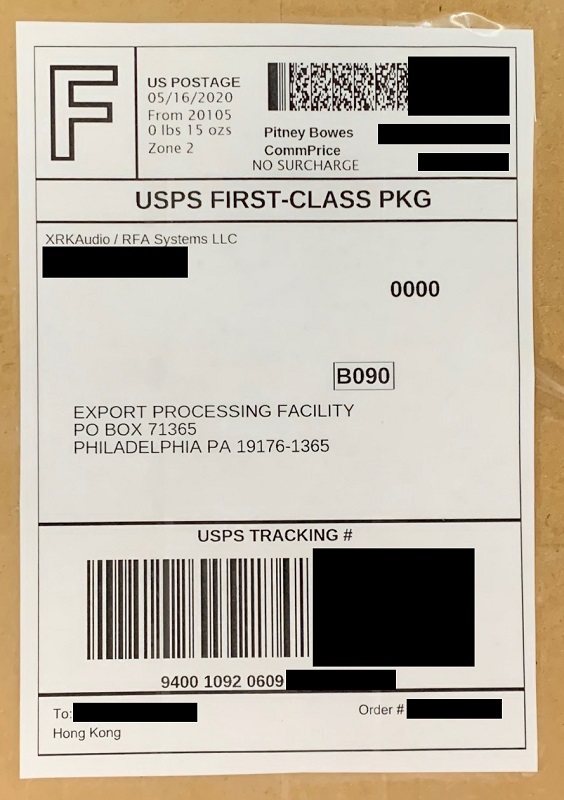 F
US POSTAGE
05/16/2020
From 20105
0 lbs 15 ozs
Zone 2
Pitney Bowes
CommPrice
NO SURCHARGE
USPS FIRST-CLASS PKG
XRKAudio / RFA Systems LLC
0000
B090
EXPORT PROCESSING FACILITY
PO BOX 71365
PHILADELPHIA PA 19176-1365
USPS TRACKING #
9400 1092 0609
To:
Order #
Hong Kong